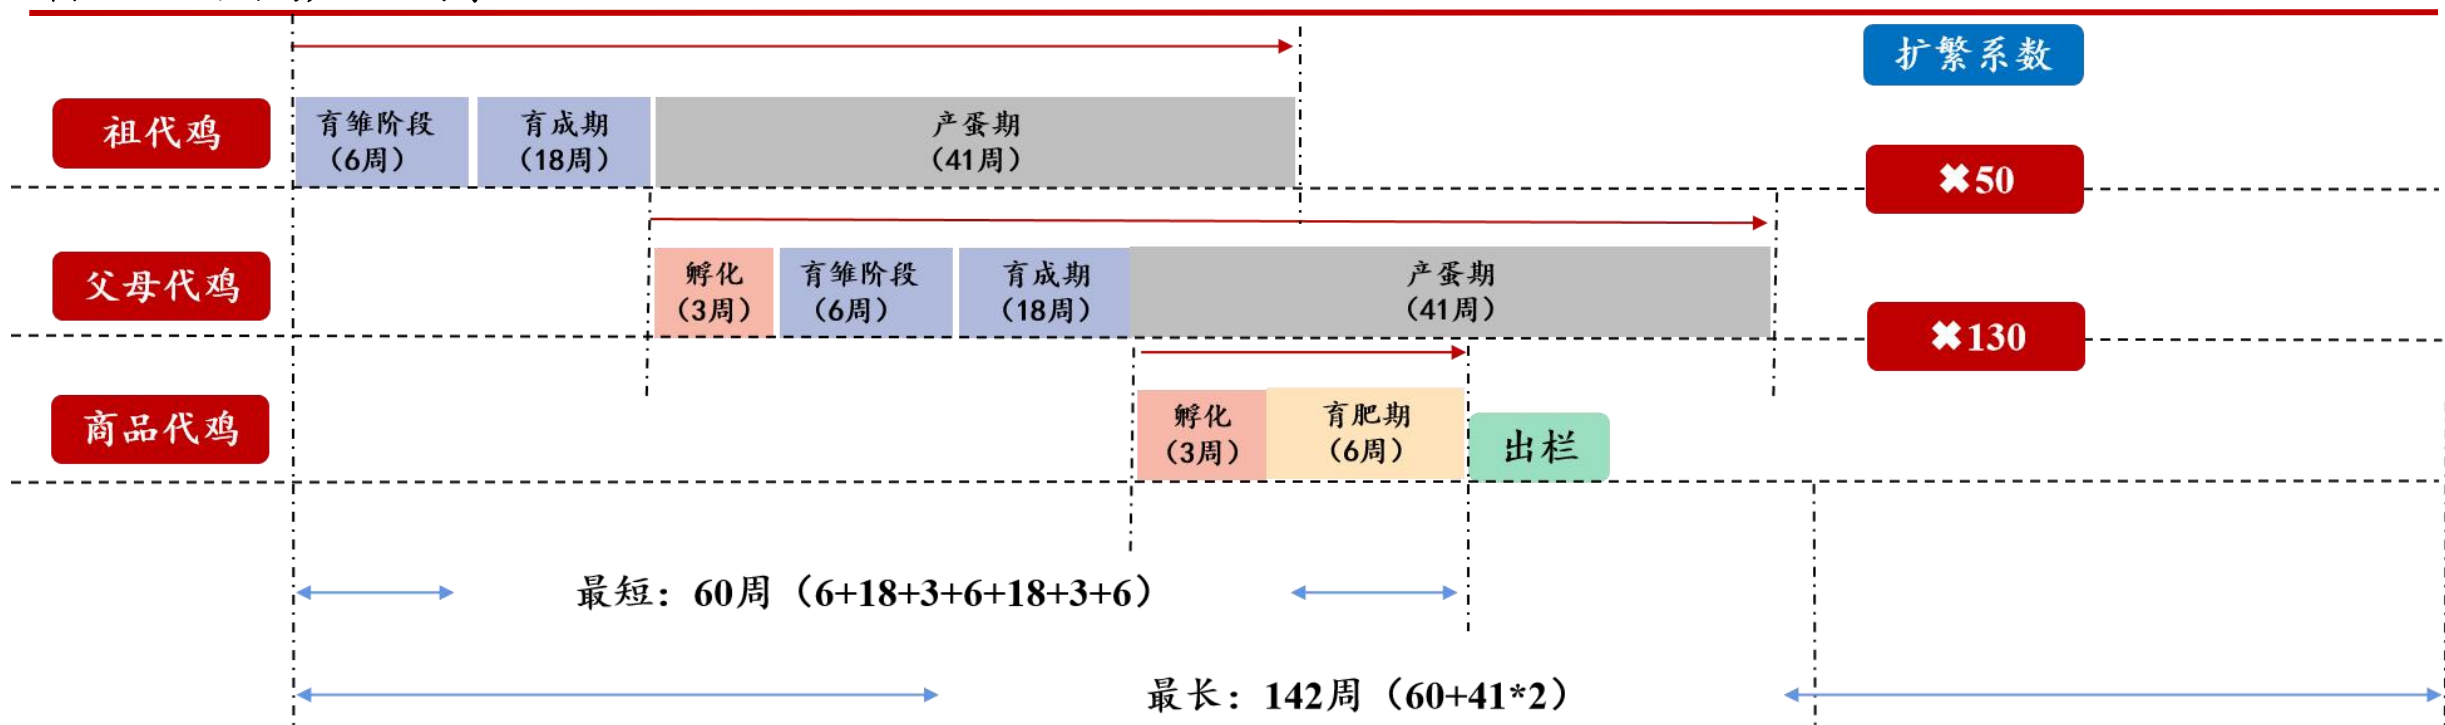 扩繁系数
祖代鸡
育雏阶段
（6周）
育成期
（18周）
产蛋期
（41周）
✖50
父母代鸡
孵化
（3周）
育雏阶段
（6周）
育成期
（18周）
产蛋期
（41周）
✖130
商品代鸡
孵化
（3周）
育肥期
（6周）
出栏
最短：60周（6+18+3+6+18+3+6）
最长：142周（60+41*2）